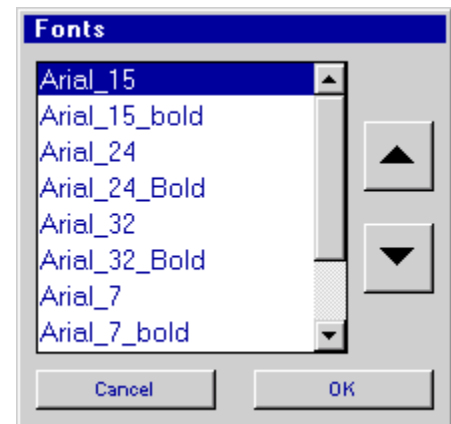 Fonts
Arial_15
Arial_15_bold
Arial_24
Arial_24_Bold
Arial_32
Arial_32_Bold
Arial_7
Arial_7_bold
Cancel OK